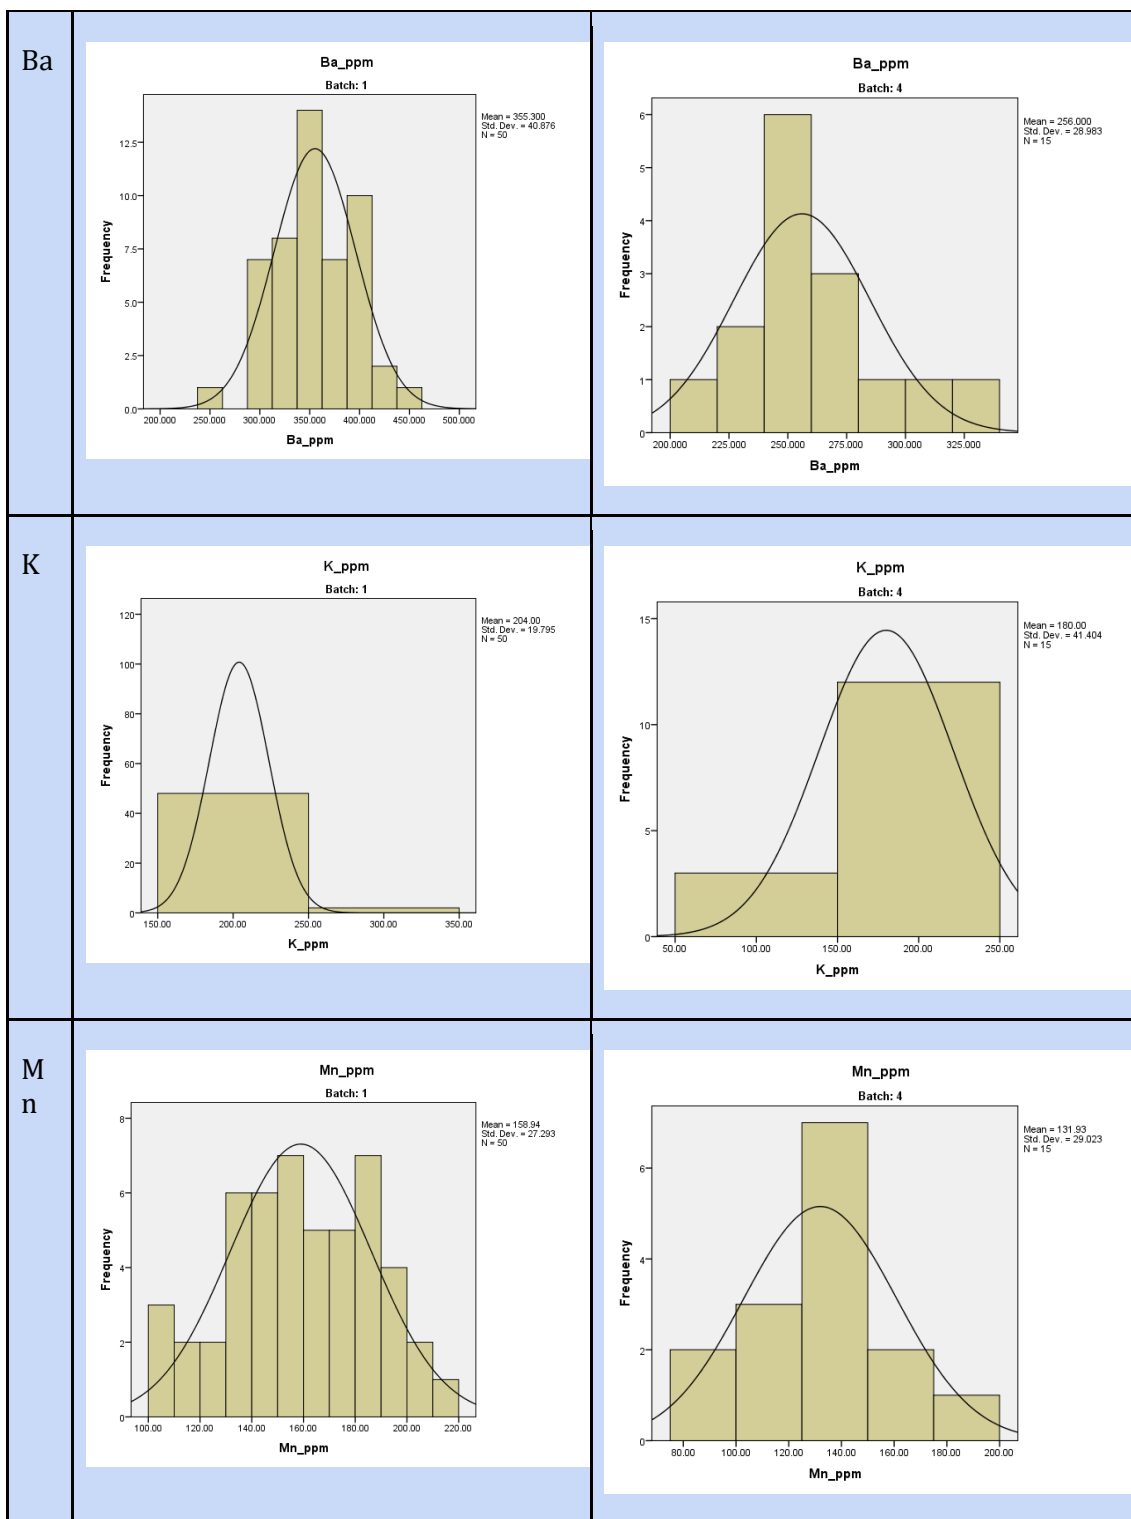 Ba
Ba_ppm
Batch: 1
Mean = 355.300
Std. Dev. = 40.876
N = 50
12.5
10.0
7.5
5.0
2.5
0.0
Frequency
200.000 250.000 300.000 350.000 400.000 450.000 500.000
Ba_ppm
Ba_ppm
Batch: 4
Mean = 256.000
Std. Dev. = 28.983
N = 15
6
5
4
3
2
1
0
Frequency
200.000 225.000 250.000 275.000 300.000 325.000
Ba_ppm
K
K_ppm
Batch: 1
Mean = 204.00
Std. Dev. = 19.795
N = 50
120
100
80
60
40
20
0
Frequency
150.00 200.00 250.00 300.00 350.00
K_ppm
K_ppm
Batch: 4
Mean = 180.00
Std. Dev. = 41.404
N = 15
15
10
5
0
Frequency
50.00 100.00 150.00 200.00 250.00
K_ppm
M
n
Mn_ppm
Batch: 1
Mean = 158.94
Std. Dev. = 27.293
N = 50
8
6
4
2
0
Frequency
100.00 120.00 140.00 160.00 180.00 200.00 220.00
Mn_ppm
Mn_ppm
Batch: 4
Mean = 131.93
Std. Dev. = 29.023
N = 15
6
4
2
0
Frequency
80.00 100.00 120.00 140.00 160.00 180.00 200.00
Mn_ppm